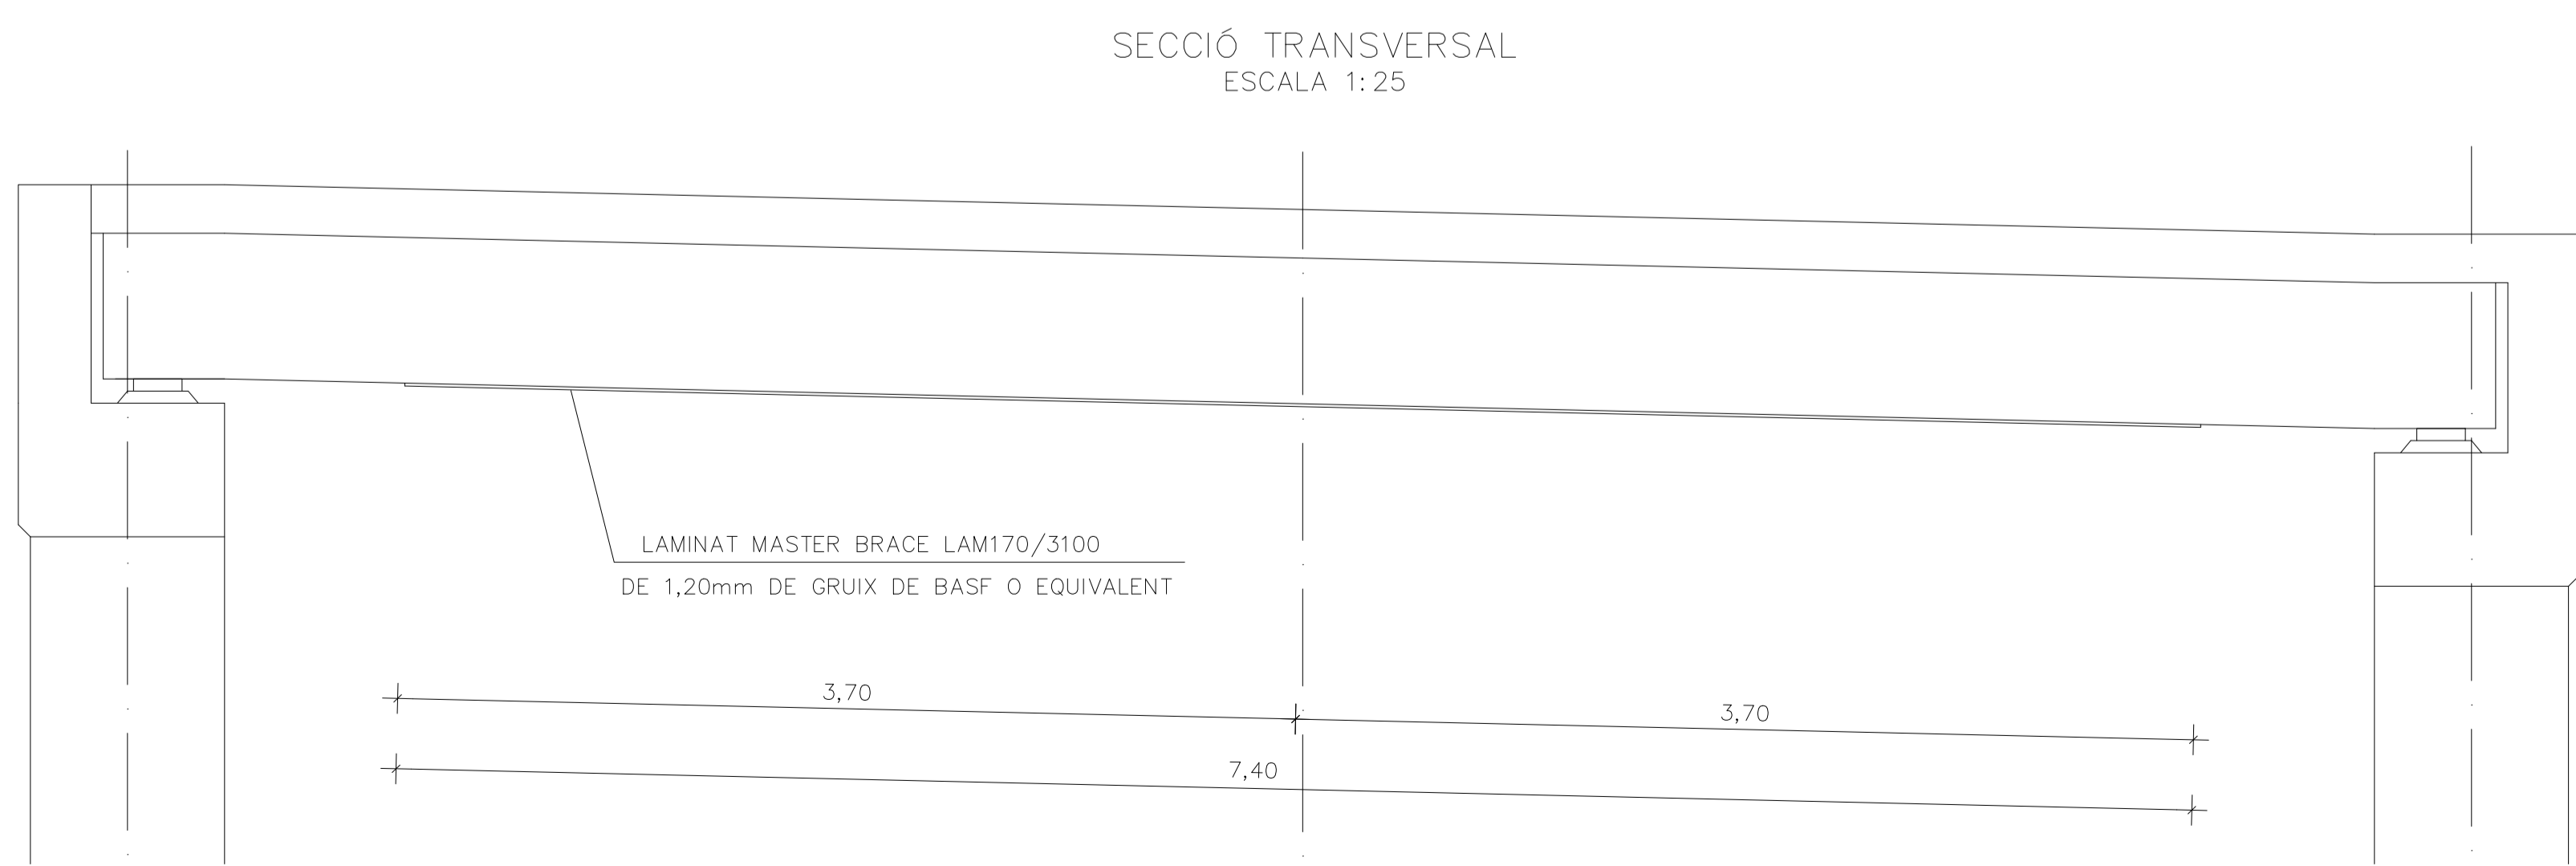 SECCIÓ TRANSVERSAL
ESCALA 1:25
LAMINAT MASTER BRACE LAM170/3100
DE 1,20mm DE GRUIX DE BASF O EQUIVALENT
3,70
3,70
7,40